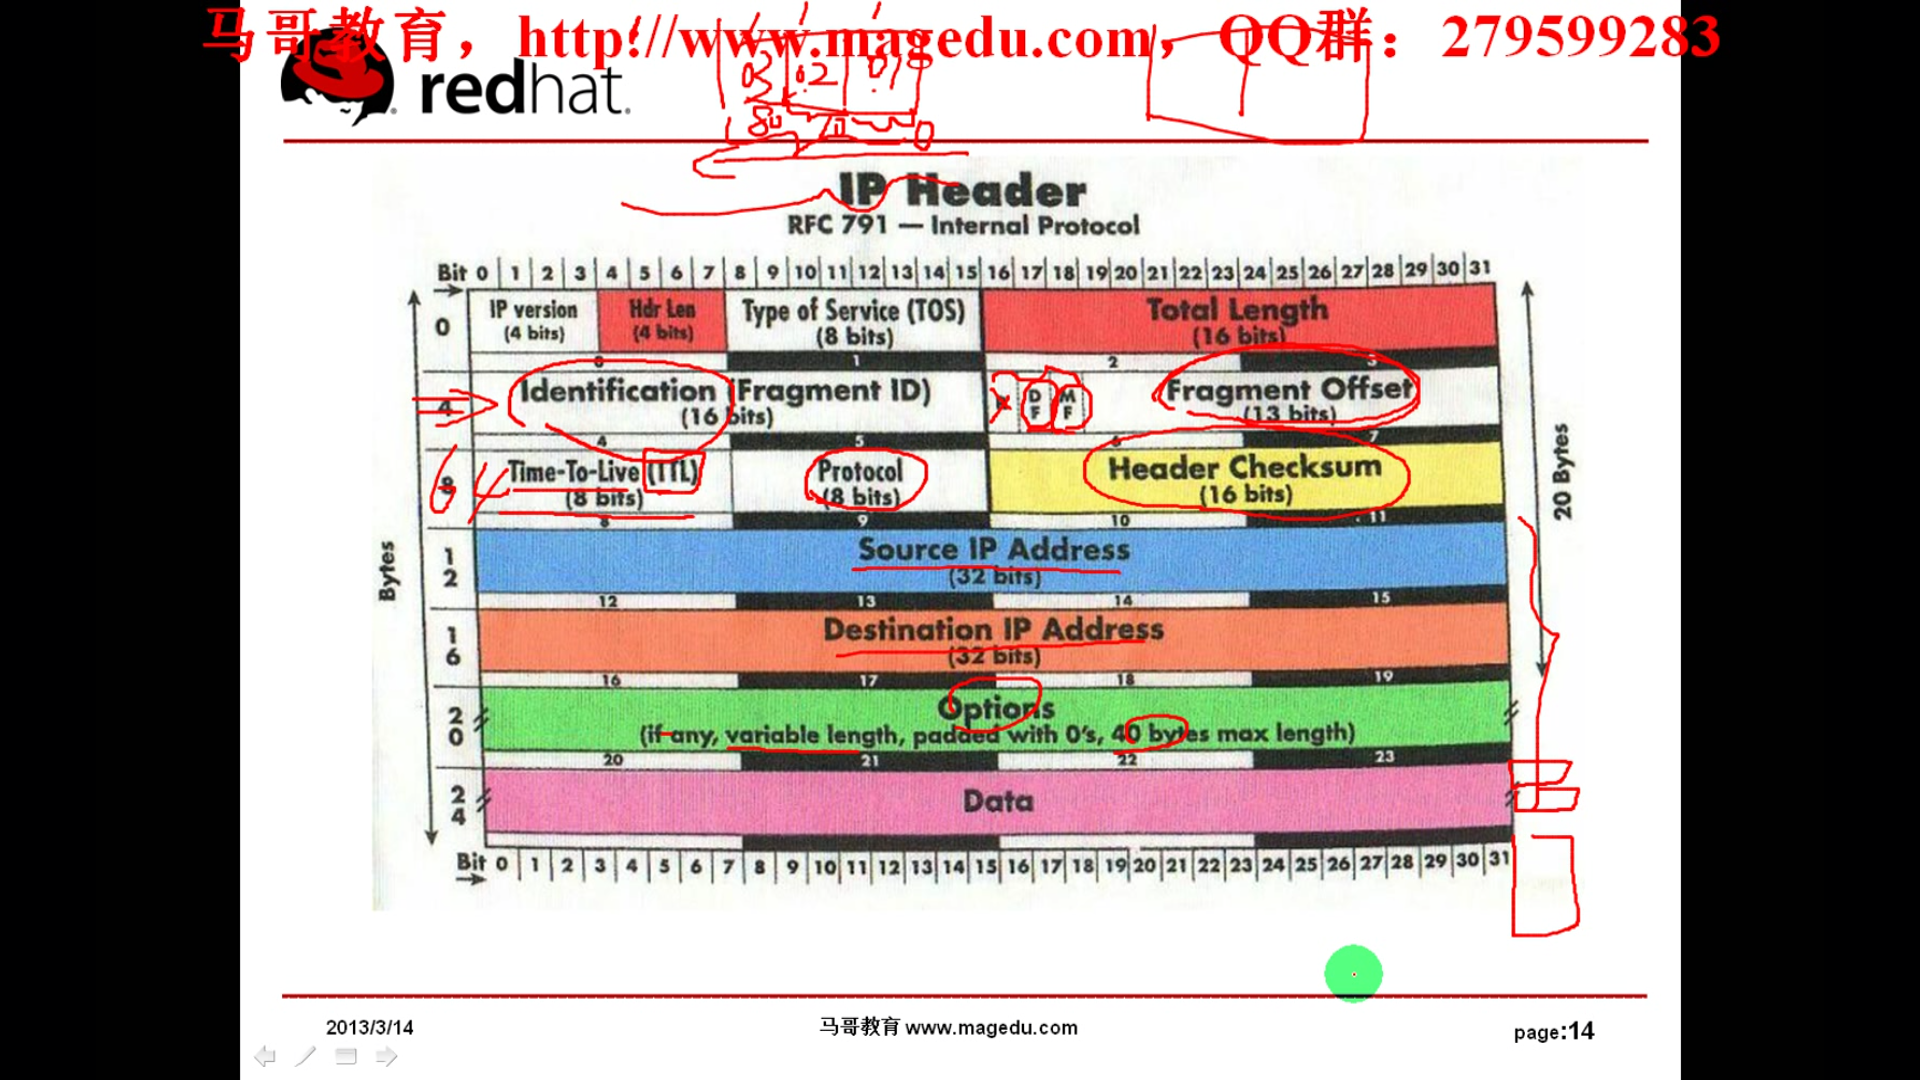 马哥教育，http://www.magedu.com，QQ群：279599283
redhat.
03 02 01
80 0
IP Header
RFC 791 — Internal Protocol
Bit 0 1 2 3 4 5 6 7 8 9 10 11 12 13 14 15 16 17 18 19 20 21 22 23 24 25 26 27 28 29 30 31
0 IP version Hdr Len Type of Service (TOS) Total Length
(4 bits) (4 bits) (8 bits) (16 bits)
0 1 2 3
4 Identification (Fragment ID) DF MF Fragment Offset
(16 bits) (13 bits)
4 5 6 7
64
8 Time-To-Live (TTL) Protocol Header Checksum
(8 bits) (8 bits) (16 bits)
8 9 10 11
12 Source IP Address
(32 bits)
12 13 14 15
16 Destination IP Address
(32 bits)
16 17 18 19
20 Options
(if any, variable length, padded with 0's, 40 bytes max length)
20 21 22 23
24 Data
Bit 0 1 2 3 4 5 6 7 8 9 10 11 12 13 14 15 16 17 18 19 20 21 22 23 24 25 26 27 28 29 30 31
Bytes
20 Bytes
2013/3/14 马哥教育 www.magedu.com page:14